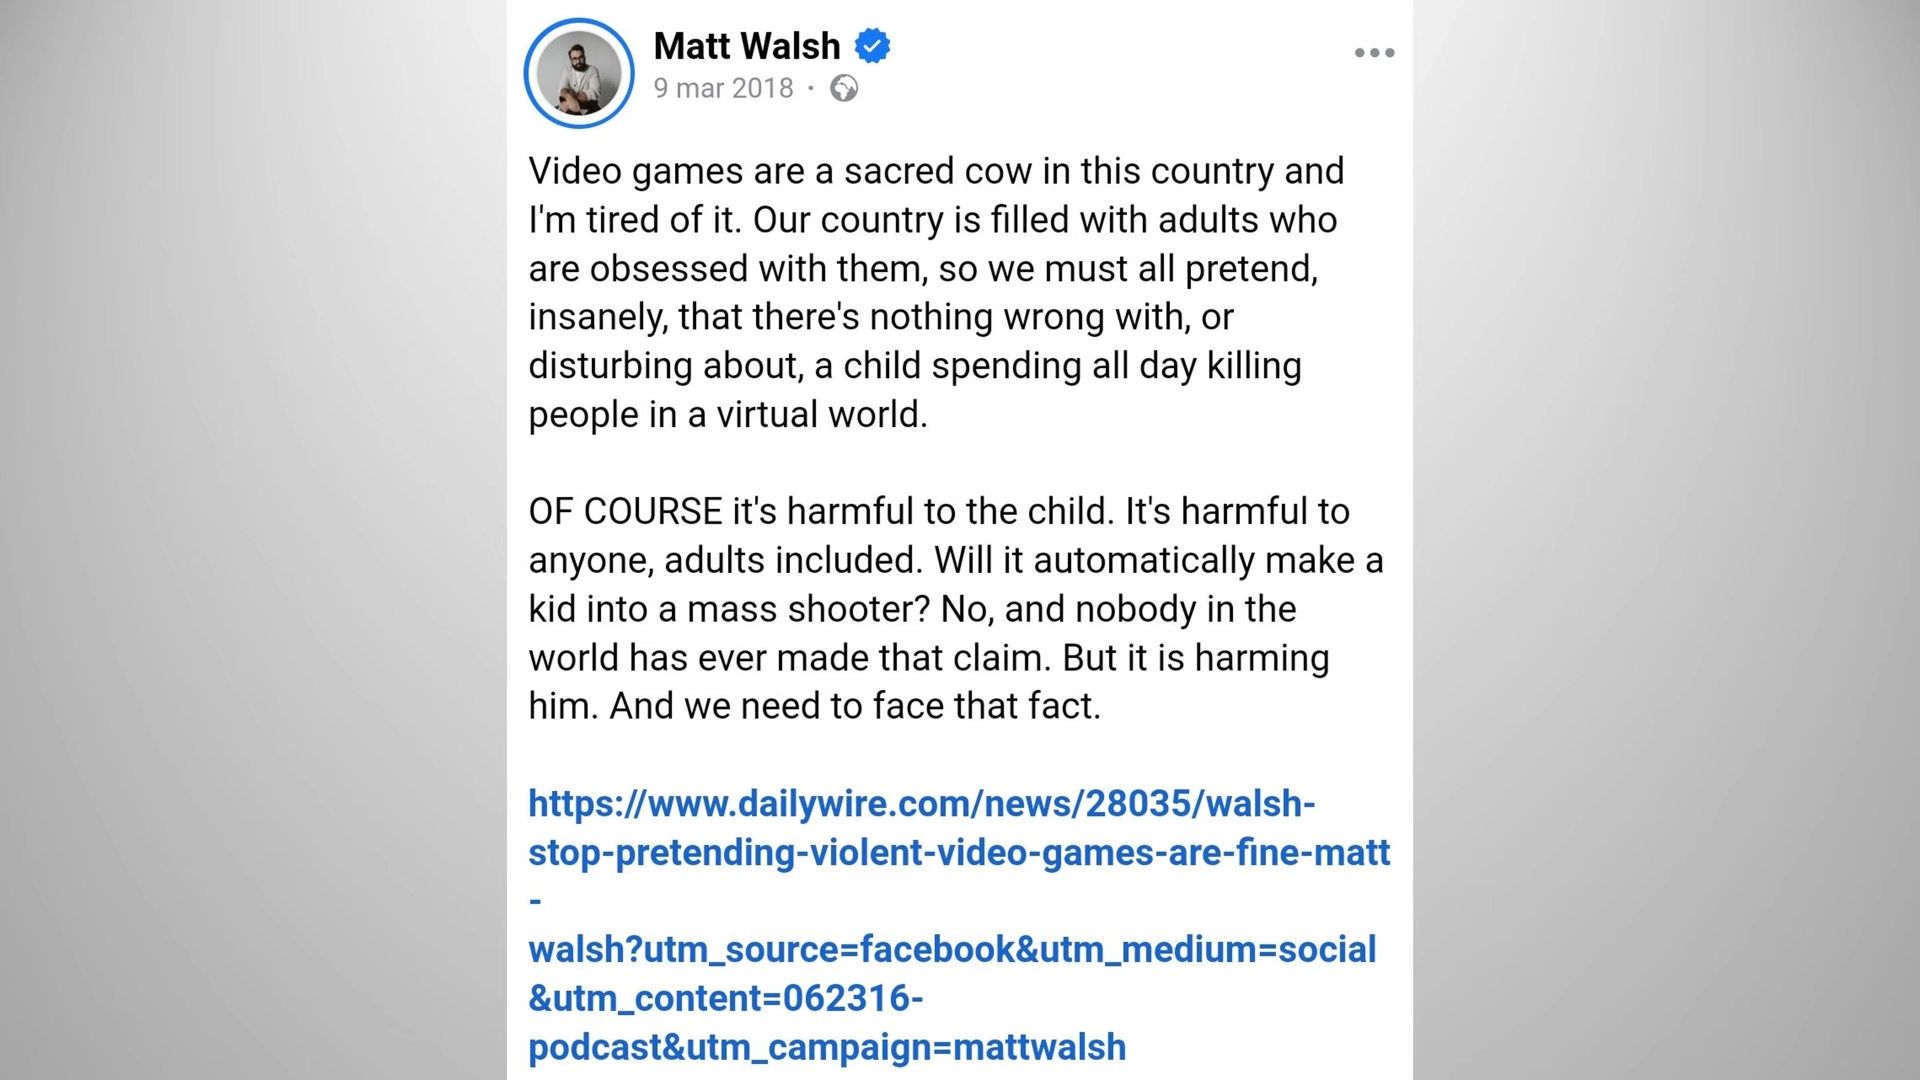 Matt Walsh
9 mar 2018 ·
Video games are a sacred cow in this country and
I'm tired of it. Our country is filled with adults who
are obsessed with them, so we must all pretend,
insanely, that there's nothing wrong with, or
disturbing about, a child spending all day killing
people in a virtual world.
OF COURSE it's harmful to the child. It's harmful to
anyone, adults included. Will it automatically make a
kid into a mass shooter? No, and nobody in the
world has ever made that claim. But it is harming
him. And we need to face that fact.
https://www.dailywire.com/news/28035/walsh-
stop-pretending-violent-video-games-are-fine-matt
-
walsh?utm_source=facebook&utm_medium=social
&utm_content=062316-
podcast&utm_campaign=mattwalsh